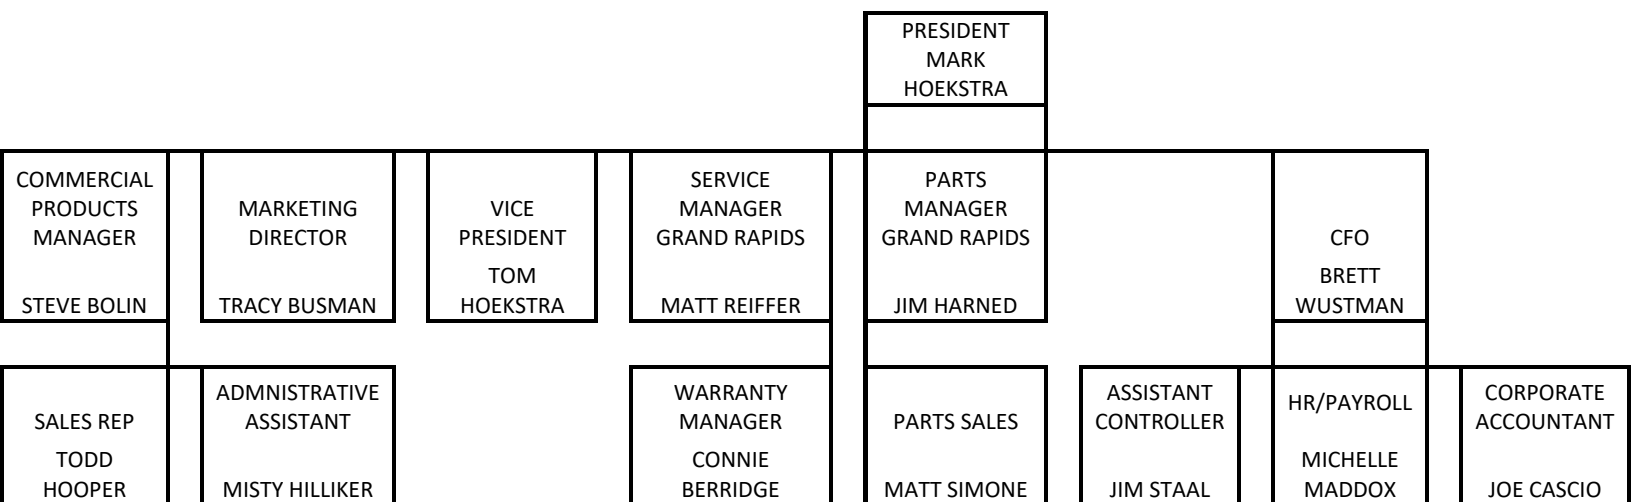 PRESIDENT
MARK
HOEKSTRA
COMMERCIAL
PRODUCTS
MANAGER
STEVE BOLIN
MARKETING
DIRECTOR
TRACY BUSMAN
VICE
PRESIDENT
TOM
HOEKSTRA
SERVICE
MANAGER
GRAND RAPIDS
MATT REIFFER
PARTS
MANAGER
GRAND RAPIDS
JIM HARNED
CFO
BRETT
WUSTMAN
SALES REP
TODD
HOOPER
ADMNISTRATIVE
ASSISTANT
MISTY HILLIKER
WARRANTY
MANAGER
CONNIE
BERRIDGE
PARTS SALES
MATT SIMONE
ASSISTANT
CONTROLLER
JIM STAAL
HR/PAYROLL
MICHELLE
MADDOX
CORPORATE
ACCOUNTANT
JOE CASCIO